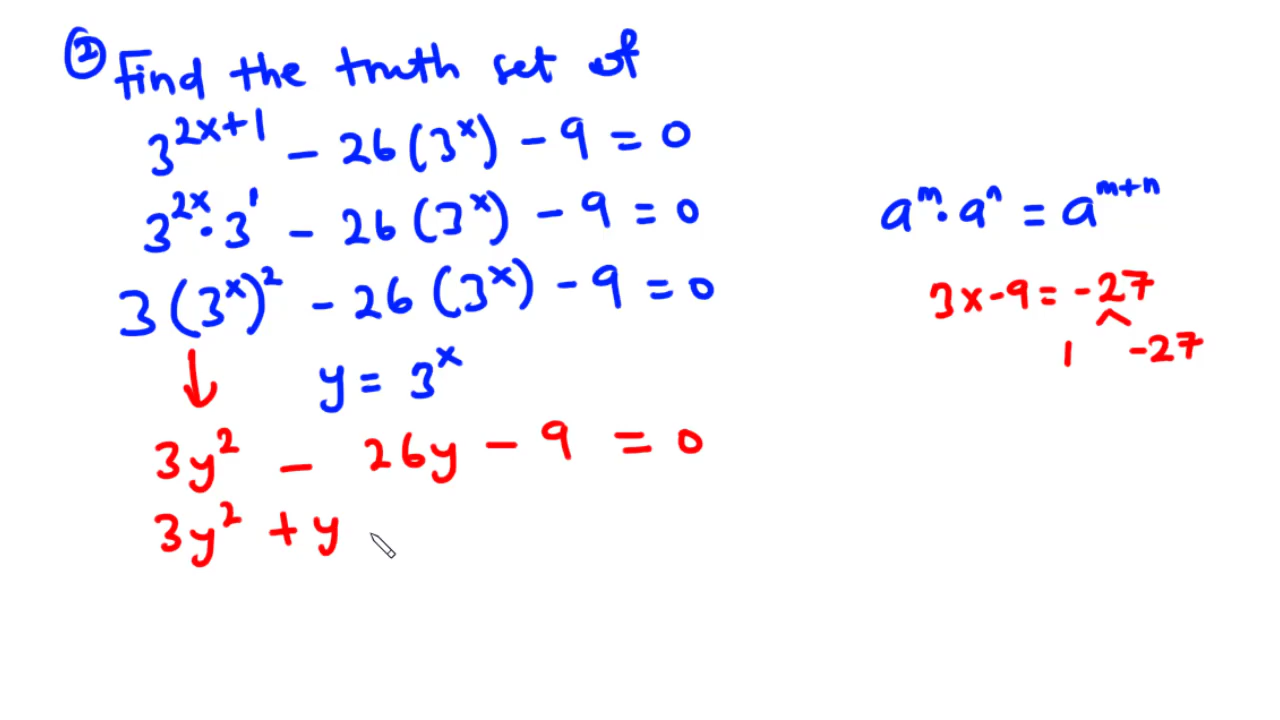 ② Find the truth set of
3^{2x+1} - 26(3^x) - 9 = 0
3^{2x} · 3^1 - 26(3^x) - 9 = 0
3(3^x)^2 - 26(3^x) - 9 = 0
↓ y = 3^x
3y^2 - 26y - 9 = 0
3y^2 + y
a^m · a^n = a^{m+n}
3x-9 = -27
1 -27